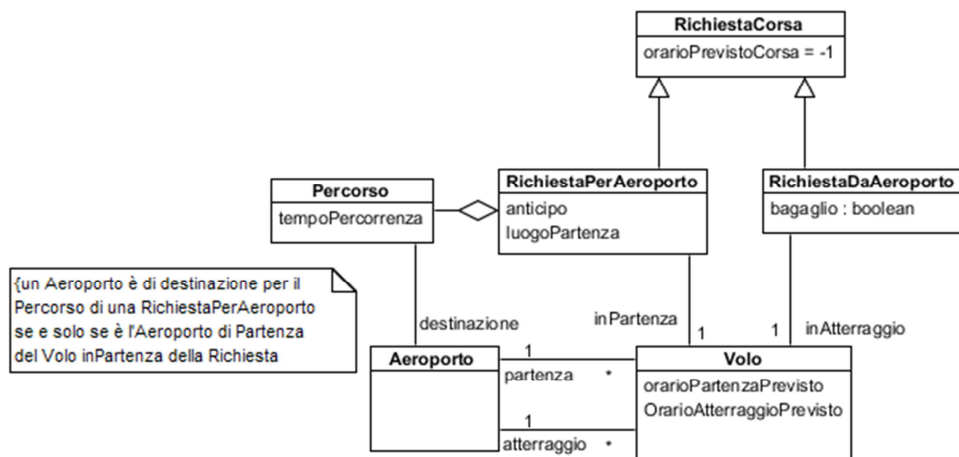 RichiestaCorsa
orarioPrevistoCorsa = -1
Percorso
tempoPercorrenza
RichiestaPerAeroporto
anticipo
luogoPartenza
RichiestaDaAeroporto
bagaglio : boolean
{un Aeroporto è di destinazione per il
Percorso di una RichiestaPerAeroporto
se e solo se è l'Aeroporto di Partenza
del Volo inPartenza della Richiesta
destinazione
inPartenza
1
1
inAtterraggio
Aeroporto
1
partenza
*
1
atterraggio
*
Volo
orarioPartenzaPrevisto
OrarioAtterraggioPrevisto